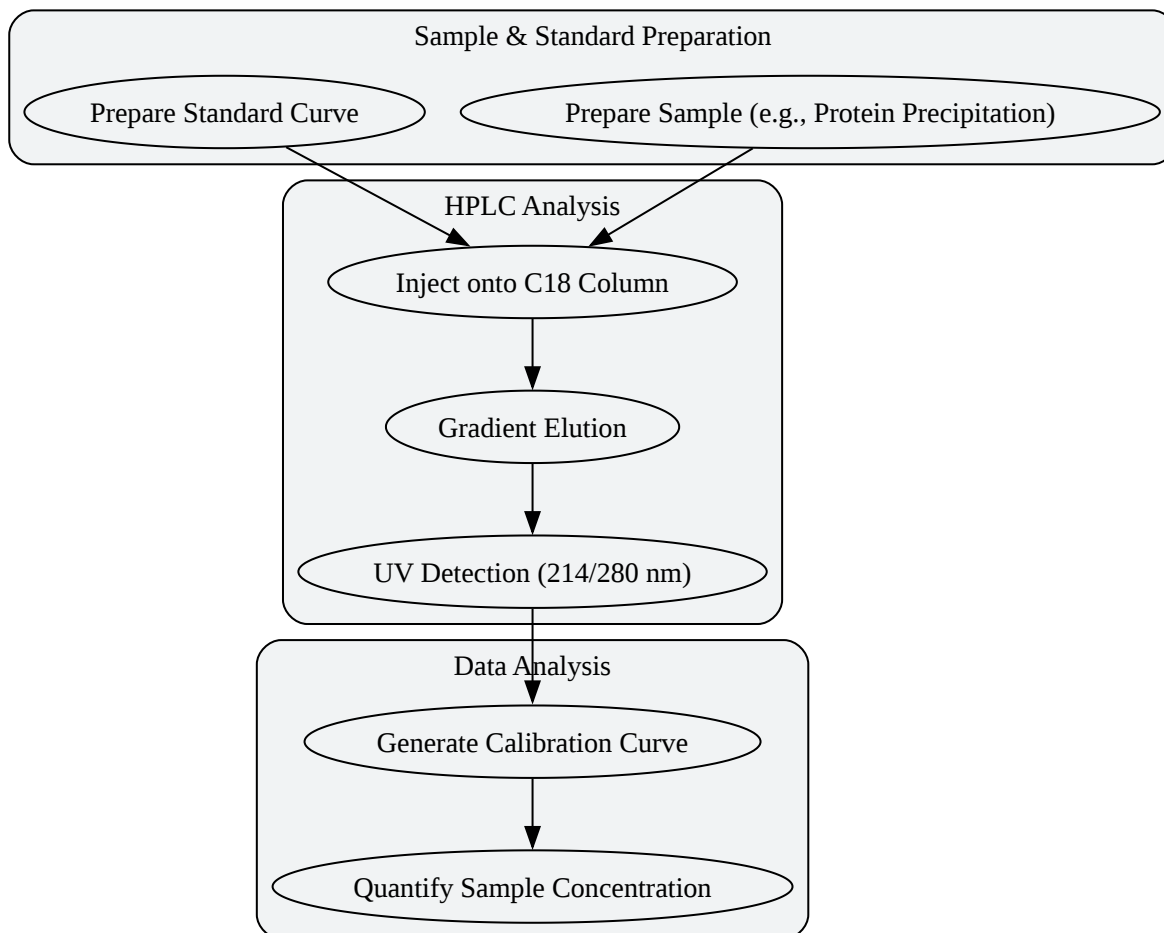 Sample & Standard Preparation
Prepare Standard Curve
Prepare Sample (e.g., Protein Precipitation)
HPLC Analysis
Inject onto C18 Column
Gradient Elution
UV Detection (214/280 nm)
Data Analysis
Generate Calibration Curve
Quantify Sample Concentration